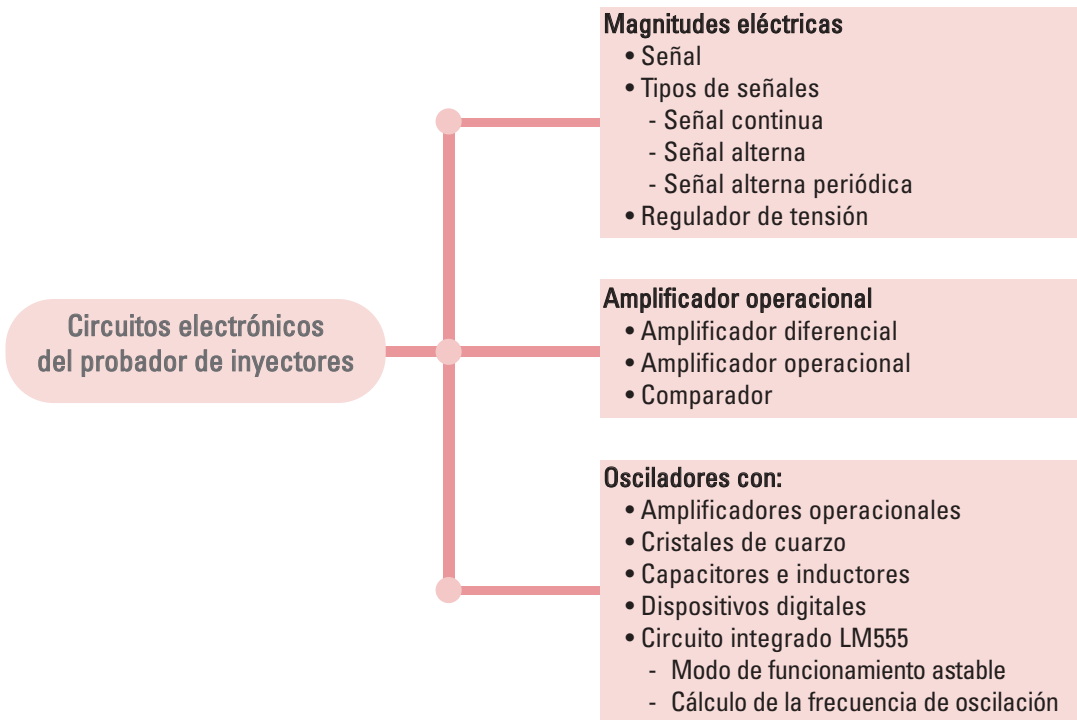 Circuitos electrónicos
del probador de inyectores
Magnitudes eléctricas
• Señal
• Tipos de señales
- Señal continua
- Señal alterna
- Señal alterna periódica
• Regulador de tensión
Amplificador operacional
• Amplificador diferencial
• Amplificador operacional
• Comparador
Osciladores con:
• Amplificadores operacionales
• Cristales de cuarzo
• Capacitores e inductores
• Dispositivos digitales
• Circuito integrado LM555
- Modo de funcionamiento astable
- Cálculo de la frecuencia de oscilación